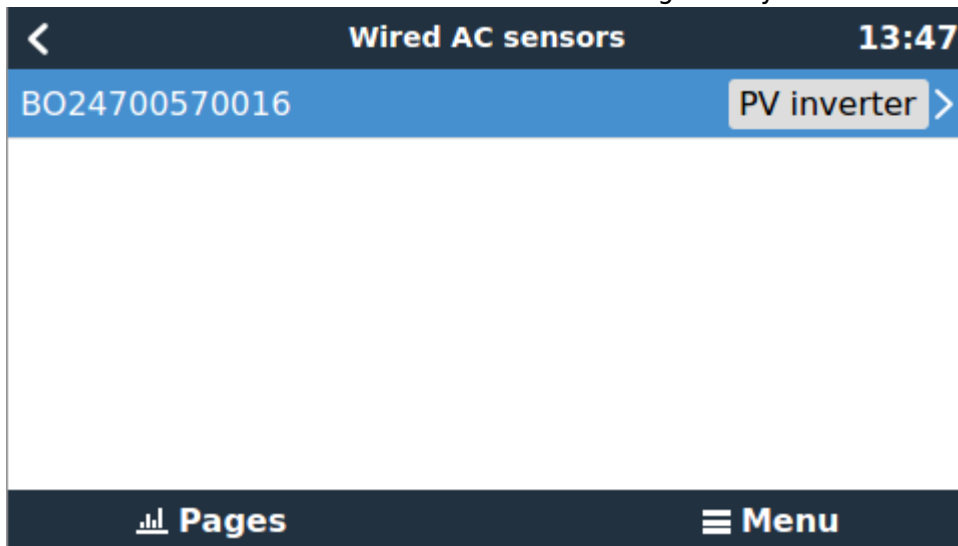 Wired AC sensors 13:47
BO24700570016 PV inverter
Pages Menu